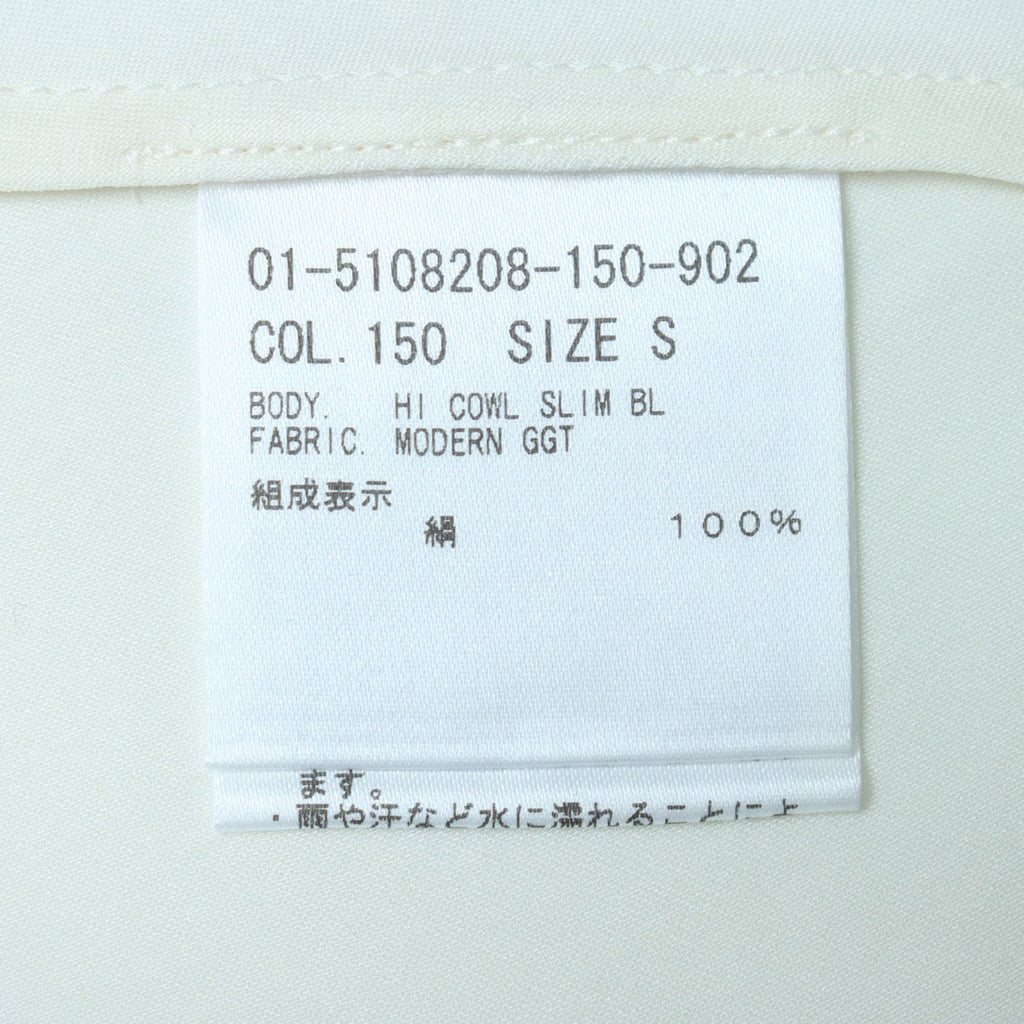 01-5108208-150-902
COL. 150 SIZE S
BODY. HI COWL SLIM BL
FABRIC. MODERN GGT
組成表示
絹 100%
ます。
・雨や汗など水に濡れることによ